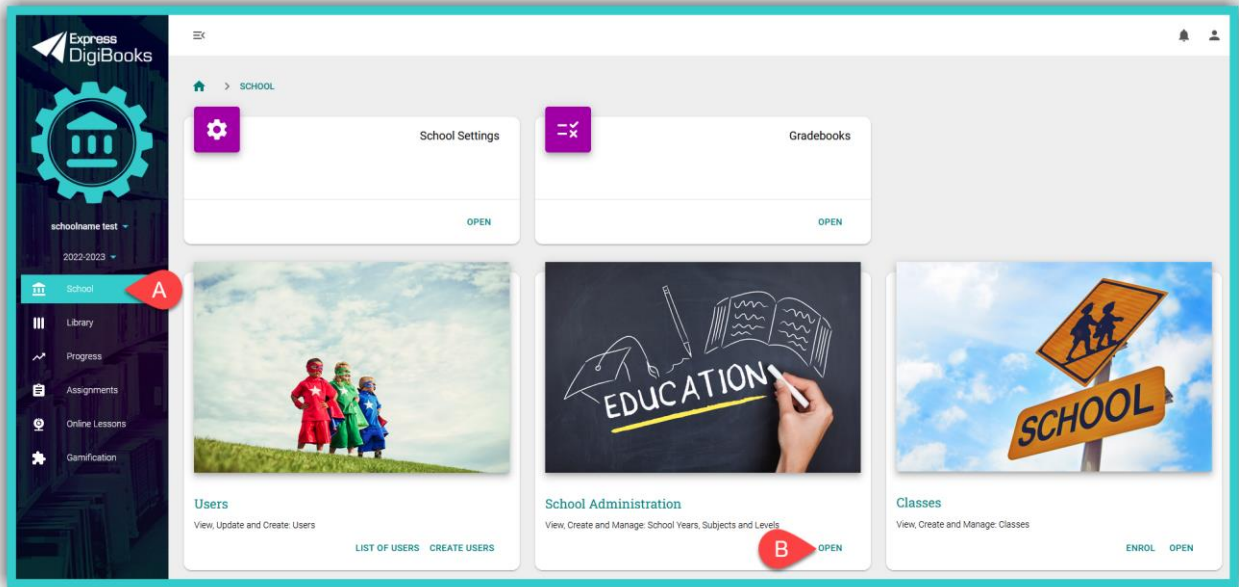 Express
DigiBooks
SCHOOL
School Settings
OPEN
Gradebooks
OPEN
schoolname test
2022-2023
School
A
Library
Progress
Assignments
Online Lessons
Gamification
EDUCATION
SCHOOL
Users
View, Update and Create: Users
LIST OF USERS CREATE USERS
School Administration
View, Create and Manage: School Years, Subjects and Levels
B
OPEN
Classes
View, Create and Manage: Classes
ENROL OPEN